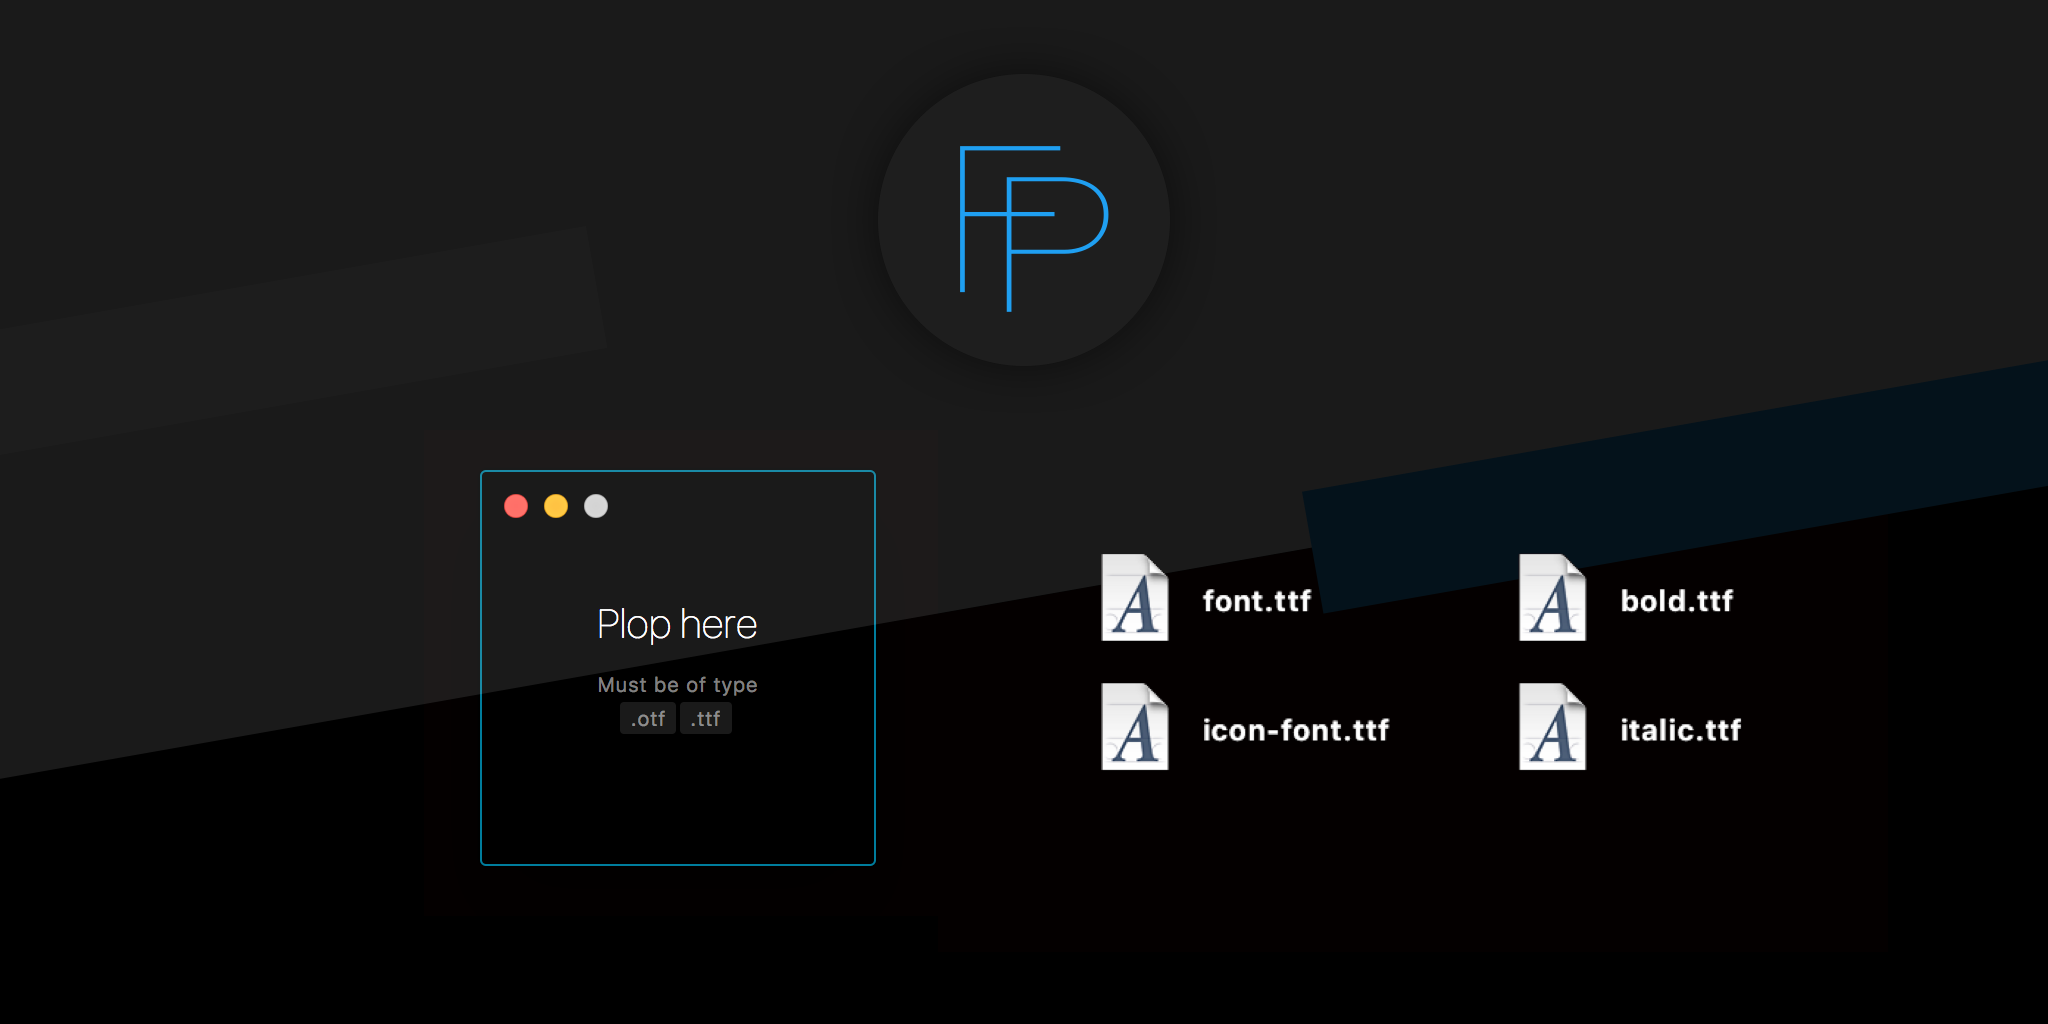 FP
Plop here
Must be of type
.otf .ttf
font.ttf
bold.ttf
icon-font.ttf
italic.ttf